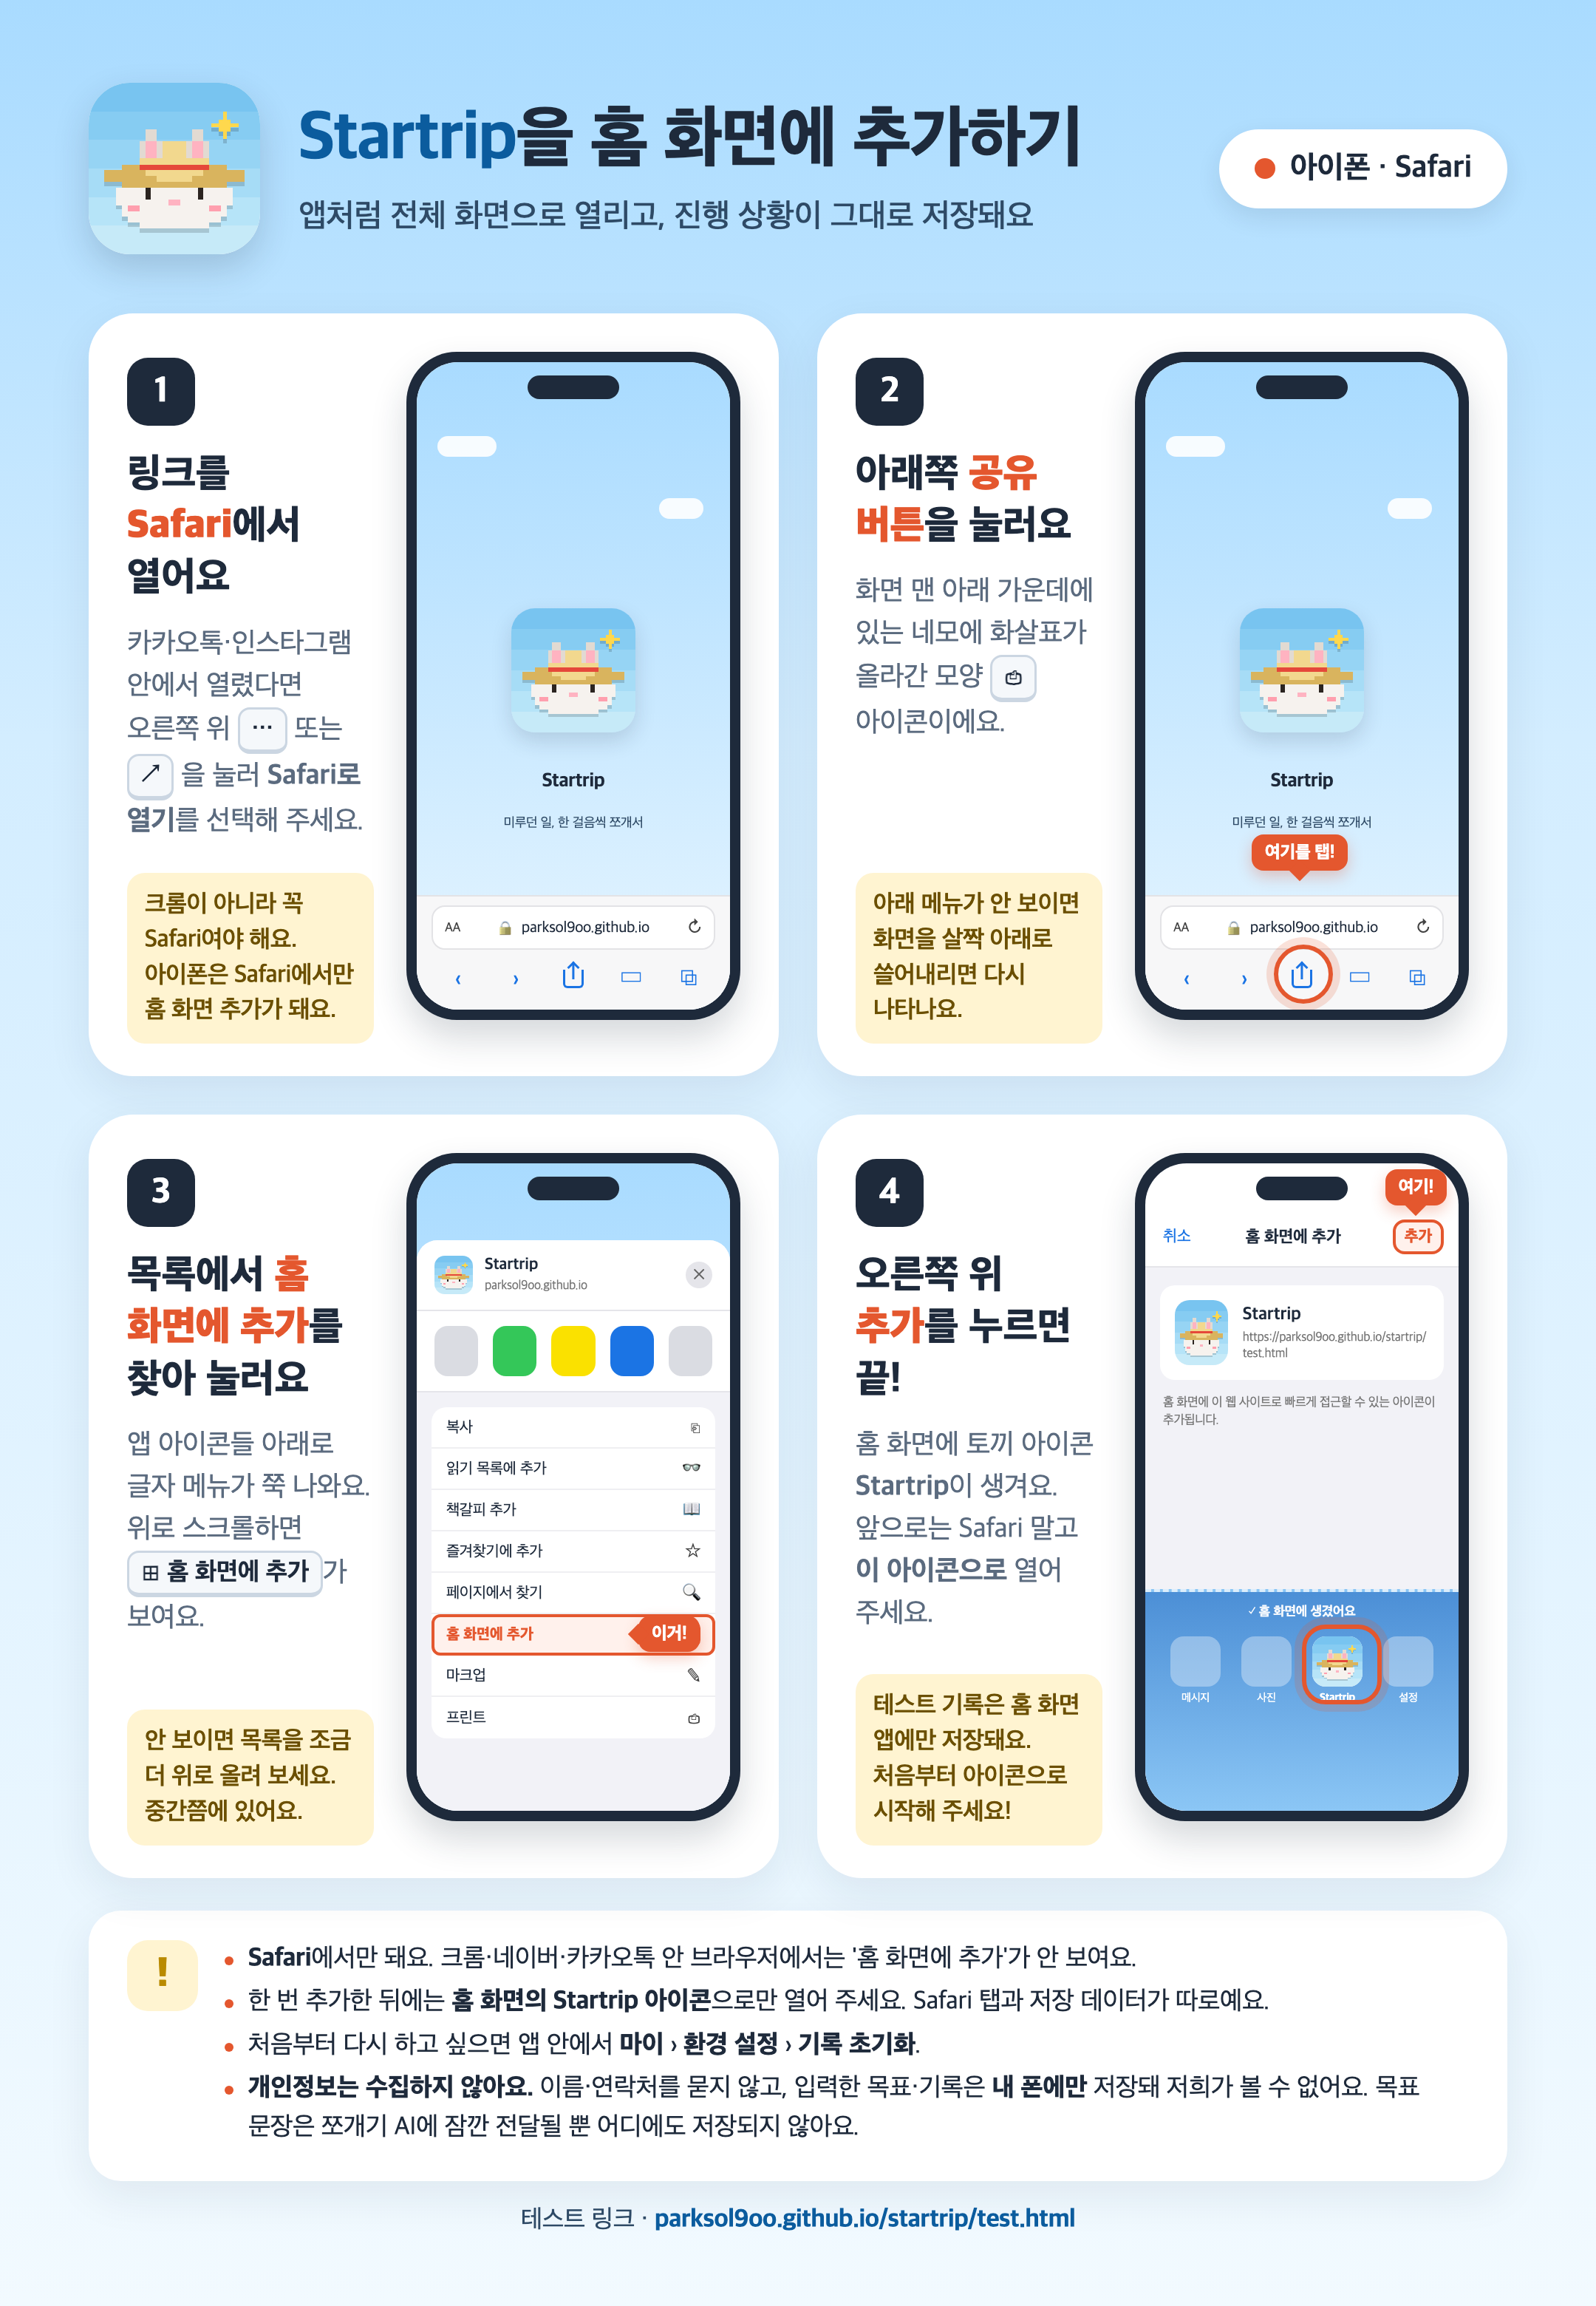 Startrip을 홈 화면에 추가하기
앱처럼 전체 화면으로 열리고, 진행 상황이 그대로 저장돼요
아이폰 · Safari
1
링크를
Safari에서
열어요
카카오톡·인스타그램
안에서 열렸다면
오른쪽 위 ··· 또는
↗ 을 눌러 Safari로
열기를 선택해 주세요.
크롬이 아니라 꼭
Safari여야 해요.
아이폰은 Safari에서만
홈 화면 추가가 돼요.
Startrip
미루던 일, 한 걸음씩 쪼개서
AA parksol9oo.github.io
2
아래쪽 공유
버튼을 눌러요
화면 맨 아래 가운데에
있는 네모에 화살표가
올라간 모양
아이콘이에요.
아래 메뉴가 안 보이면
화면을 살짝 아래로
쓸어내리면 다시
나타나요.
Startrip
미루던 일, 한 걸음씩 쪼개서
여기를 탭!
AA parksol9oo.github.io
3
목록에서 홈
화면에 추가를
찾아 눌러요
앱 아이콘들 아래로
글자 메뉴가 쭉 나와요.
위로 스크롤하면
⊞ 홈 화면에 추가 가
보여요.
안 보이면 목록을 조금
더 위로 올려 보세요.
중간쯤에 있어요.
Startrip
parksol9oo.github.io
복사
읽기 목록에 추가
책갈피 추가
즐겨찾기에 추가
페이지에서 찾기
홈 화면에 추가 이거!
마크업
프린트
4
오른쪽 위
추가를 누르면
끝!
홈 화면에 토끼 아이콘
Startrip이 생겨요.
앞으로는 Safari 말고
이 아이콘으로 열어
주세요.
테스트 기록은 홈 화면
앱에만 저장돼요.
처음부터 아이콘으로
시작해 주세요!
여기!
취소 홈 화면에 추가 추가
Startrip
https://parksol9oo.github.io/startrip/
test.html
홈 화면에 이 웹 사이트로 빠르게 접근할 수 있는 아이콘이
추가됩니다.
✓ 홈 화면에 생겼어요
메시지 사진 Startrip 설정
!
Safari에서만 돼요. 크롬·네이버·카카오톡 안 브라우저에서는 '홈 화면에 추가'가 안 보여요.
한 번 추가한 뒤에는 홈 화면의 Startrip 아이콘으로만 열어 주세요. Safari 탭과 저장 데이터가 따로예요.
처음부터 다시 하고 싶으면 앱 안에서 마이 › 환경 설정 › 기록 초기화.
개인정보는 수집하지 않아요. 이름·연락처를 묻지 않고, 입력한 목표·기록은 내 폰에만 저장돼 저희가 볼 수 없어요. 목표
문장은 쪼개기 AI에 잠깐 전달될 뿐 어디에도 저장되지 않아요.
테스트 링크 · parksol9oo.github.io/startrip/test.html